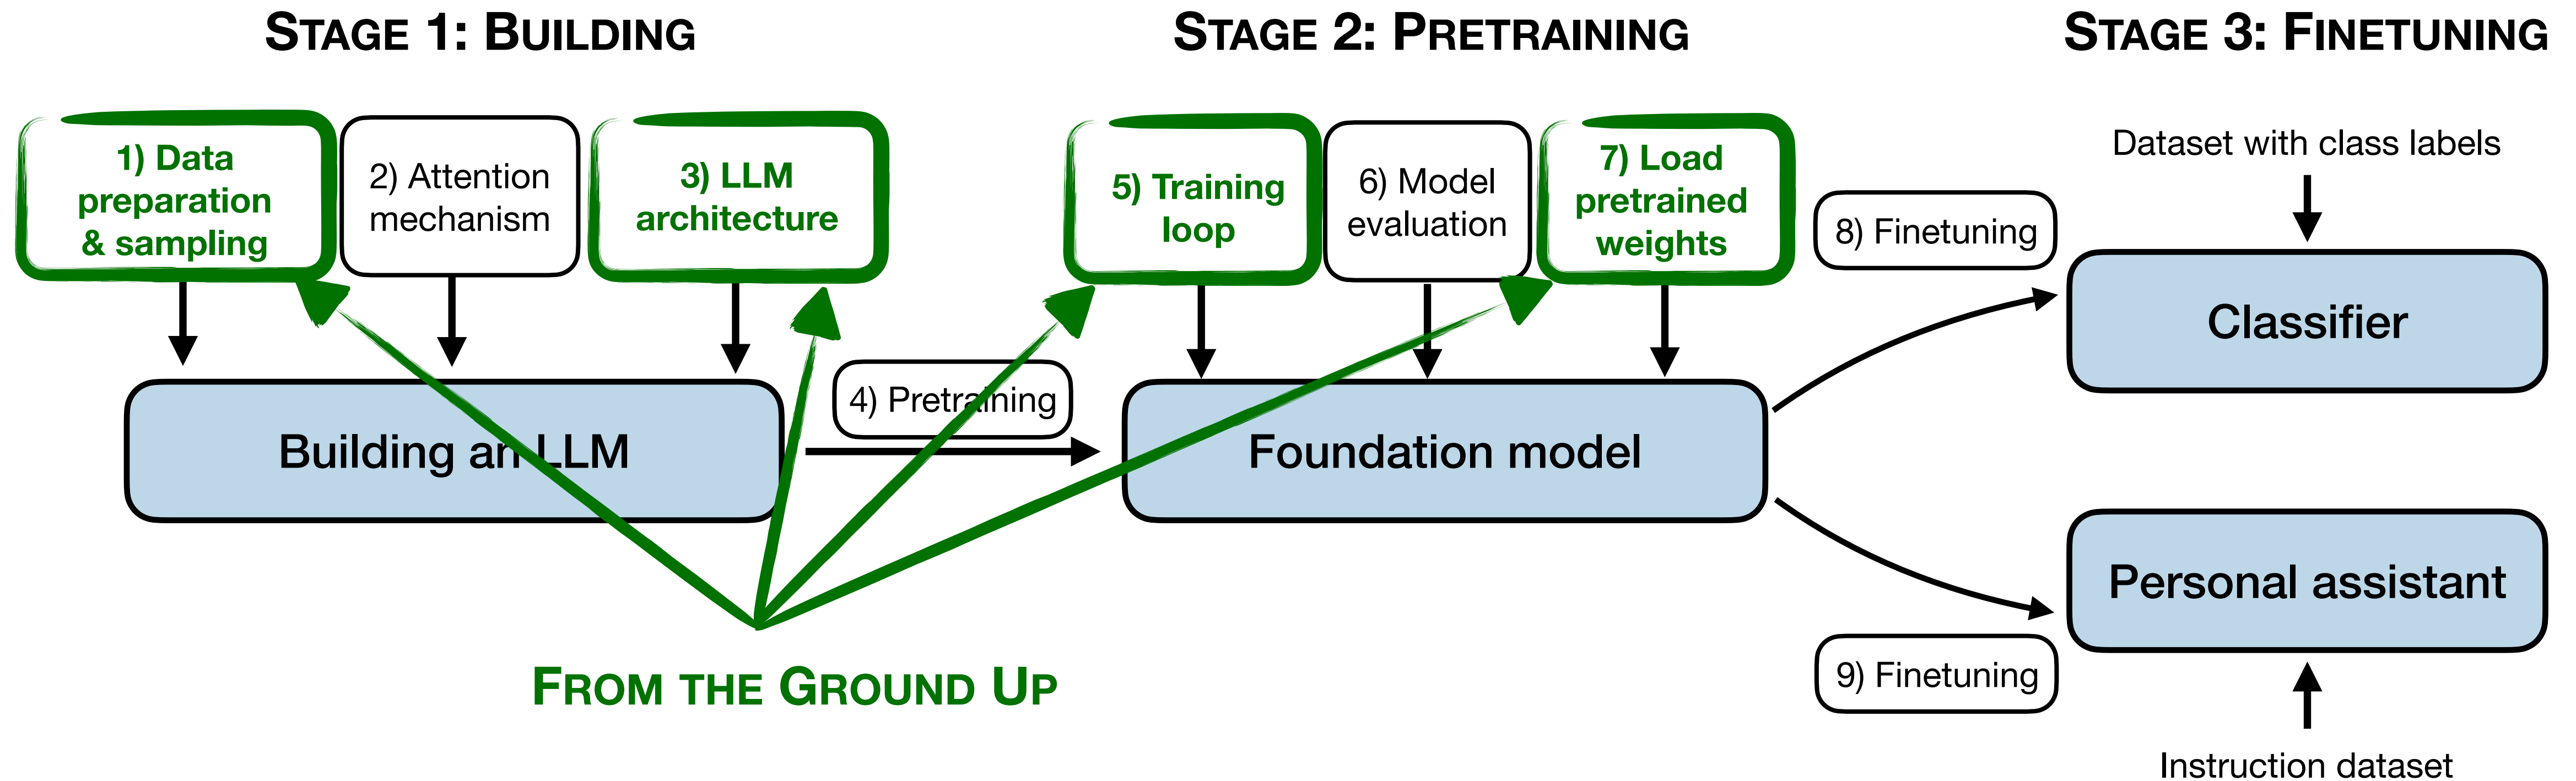 STAGE 1: BUILDING
STAGE 2: PRETRAINING
STAGE 3: FINETUNING
1) Data
preparation
& sampling
2) Attention
mechanism
3) LLM
architecture
Building an LLM
4) Pretraining
5) Training
loop
6) Model
evaluation
7) Load
pretrained
weights
Foundation model
8) Finetuning
Dataset with class labels
Classifier
Personal assistant
9) Finetuning
Instruction dataset
FROM THE GROUND UP